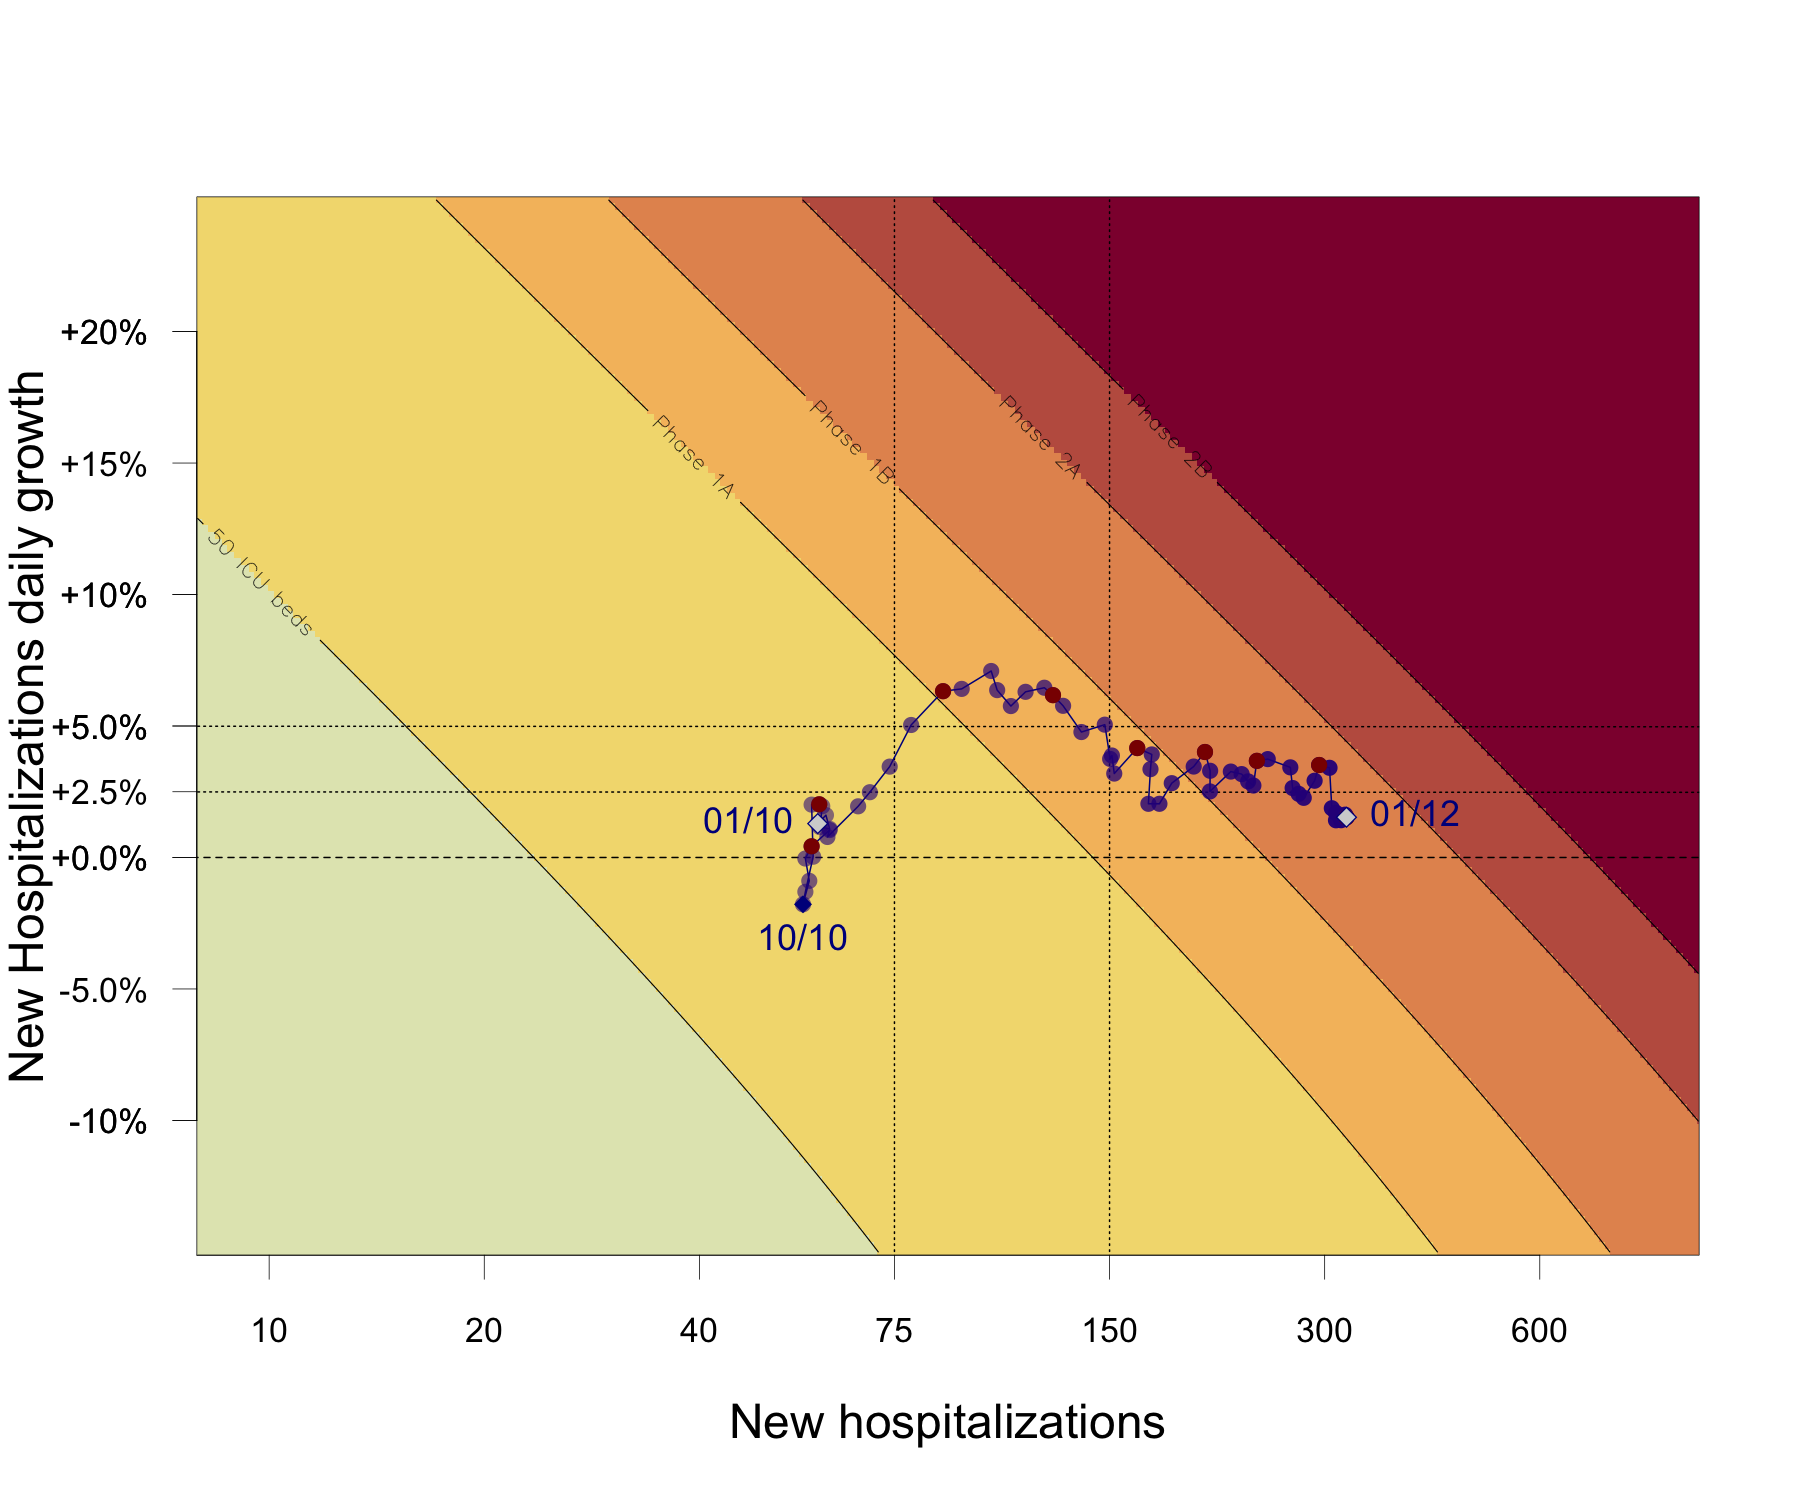 New Hospitalizations daily growth
+20%
+15%
+10%
+5.0%
+2.5%
+0.0%
-5.0%
-10%
50 ICU beds
Phase 1A
Phase 1B
Phase 2A
Phase 2B
01/10
10/10
01/12
10
20
40
75
150
300
600
New hospitalizations